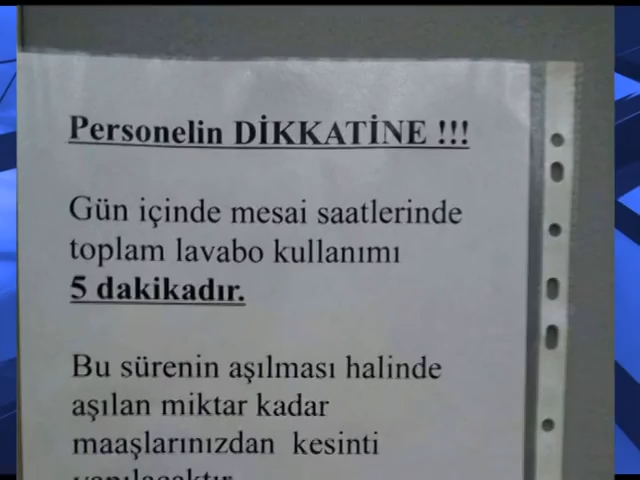 Personelin DİKKATİNE !!!
Gün içinde mesai saatlerinde
toplam lavabo kullanımı
5 dakikadır.
Bu sürenin aşılması halinde
aşılan miktar kadar
maaşlarınızdan kesinti